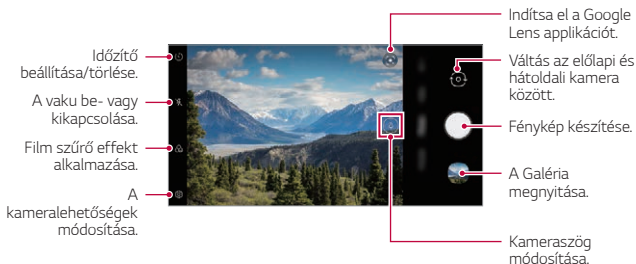 Időzítő
beállítása/törlése.
A vaku be- vagy
kikapcsolása.
Film szűrő effekt
alkalmazása.
A
kameralehetőségek
módosítása.
Indítsa el a Google
Lens applikációt.
Váltás az előlapi és
hátoldali kamera
között.
Fénykép készítése.
A Galéria
megnyitása.
Kameraszög
módosítása.